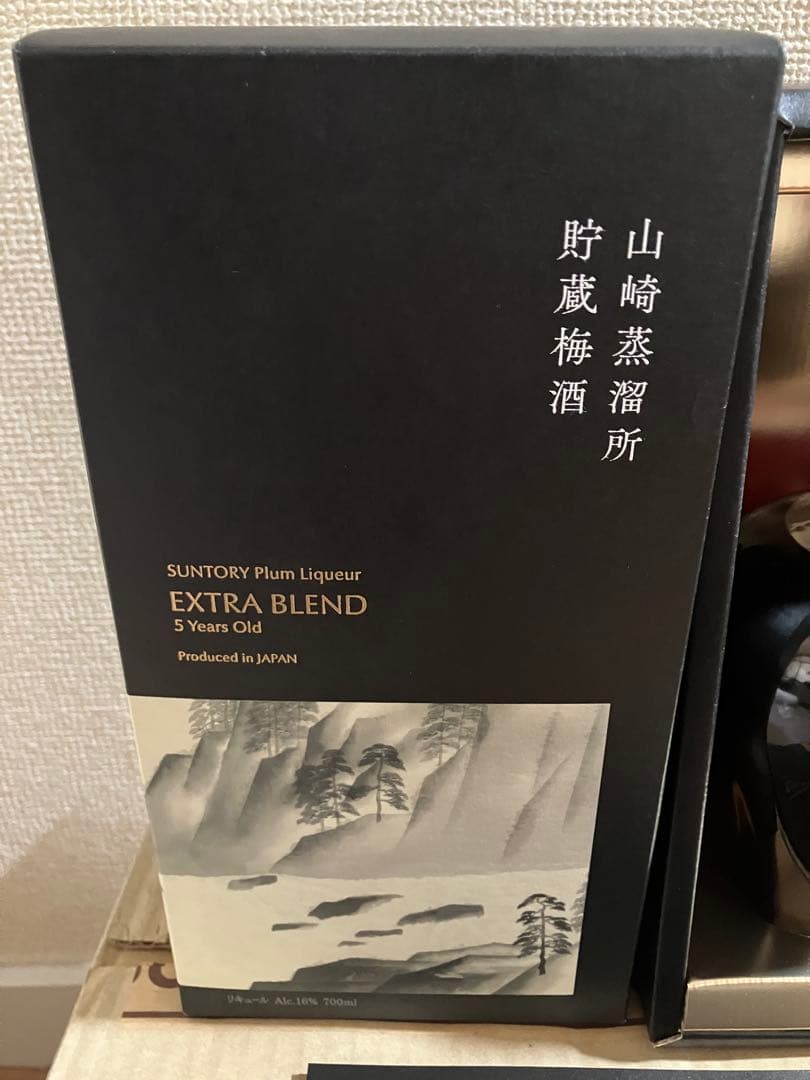 山崎蒸溜所
貯蔵梅酒
SUNTORY Plum Liqueur
EXTRA BLEND
5 Years Old
Produced in JAPAN
リキュール Alc.16% 700ml